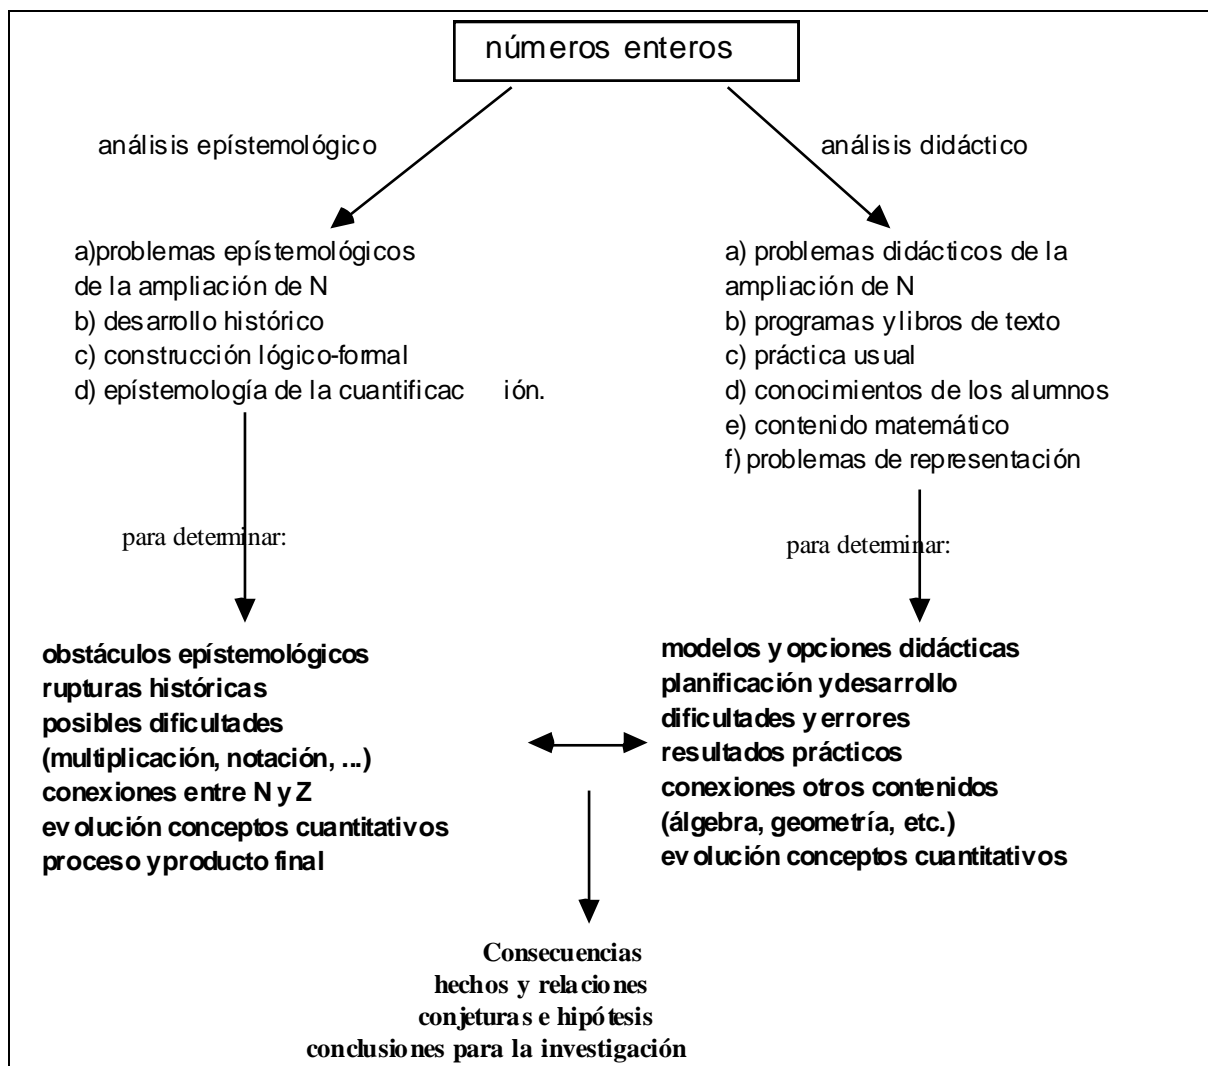 números enteros
análisis epístemológico
análisis didáctico
a)problemas epístemológicos
de la ampliación de N
b) desarrollo histórico
c) construcción lógico-formal
d) epístemología de la cuantificac ión.
a) problemas didácticos de la
ampliación de N
b) programas y libros de texto
c) práctica usual
d) conocimientos de los alumnos
e) contenido matemático
f) problemas de representación
para determinar:
para determinar:
obstáculos epístemológicos
rupturas históricas
posibles dificultades
(multiplicación, notación, ...)
conexiones entre N y Z
evolución conceptos cuantitativos
proceso y producto final
modelos y opciones didácticas
planificación y desarrollo
dificultades y errores
resultados prácticos
conexiones otros contenidos
(álgebra, geometría, etc.)
evolución conceptos cuantitativos
Consecuencias
hechos y relaciones
conjeturas e hipótesis
conclusiones para la investigación